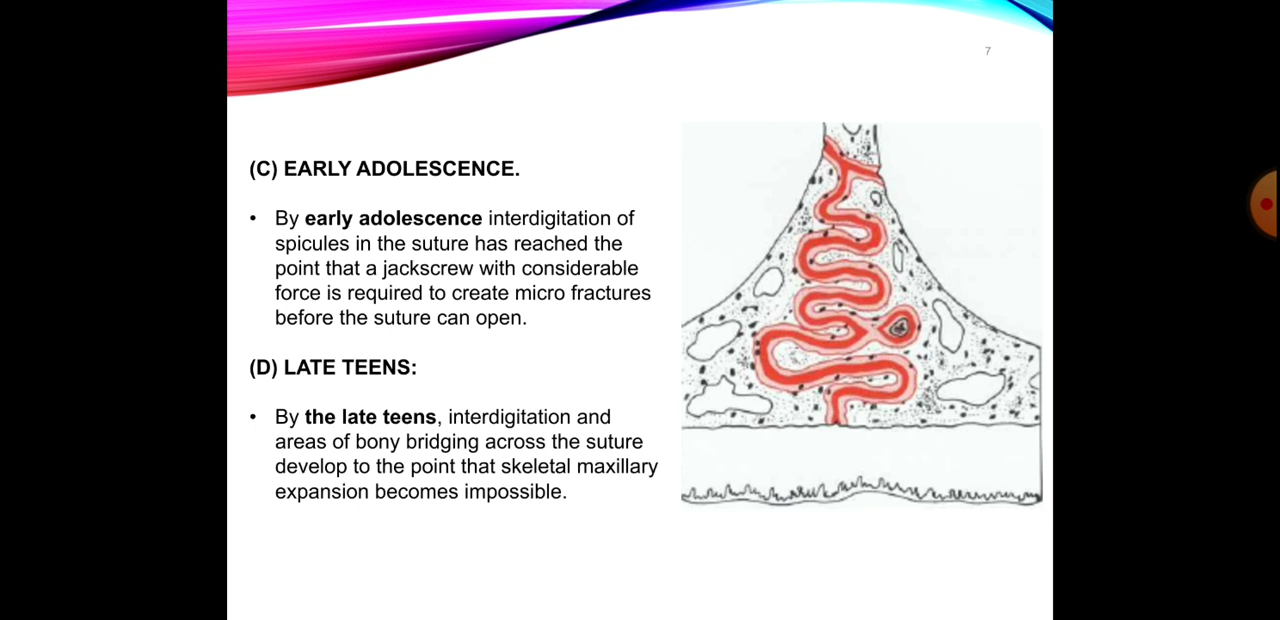 7
(C) EARLY ADOLESCENCE.
• By early adolescence interdigitation of
spicules in the suture has reached the
point that a jackscrew with considerable
force is required to create micro fractures
before the suture can open.
(D) LATE TEENS:
• By the late teens, interdigitation and
areas of bony bridging across the suture
develop to the point that skeletal maxillary
expansion becomes impossible.